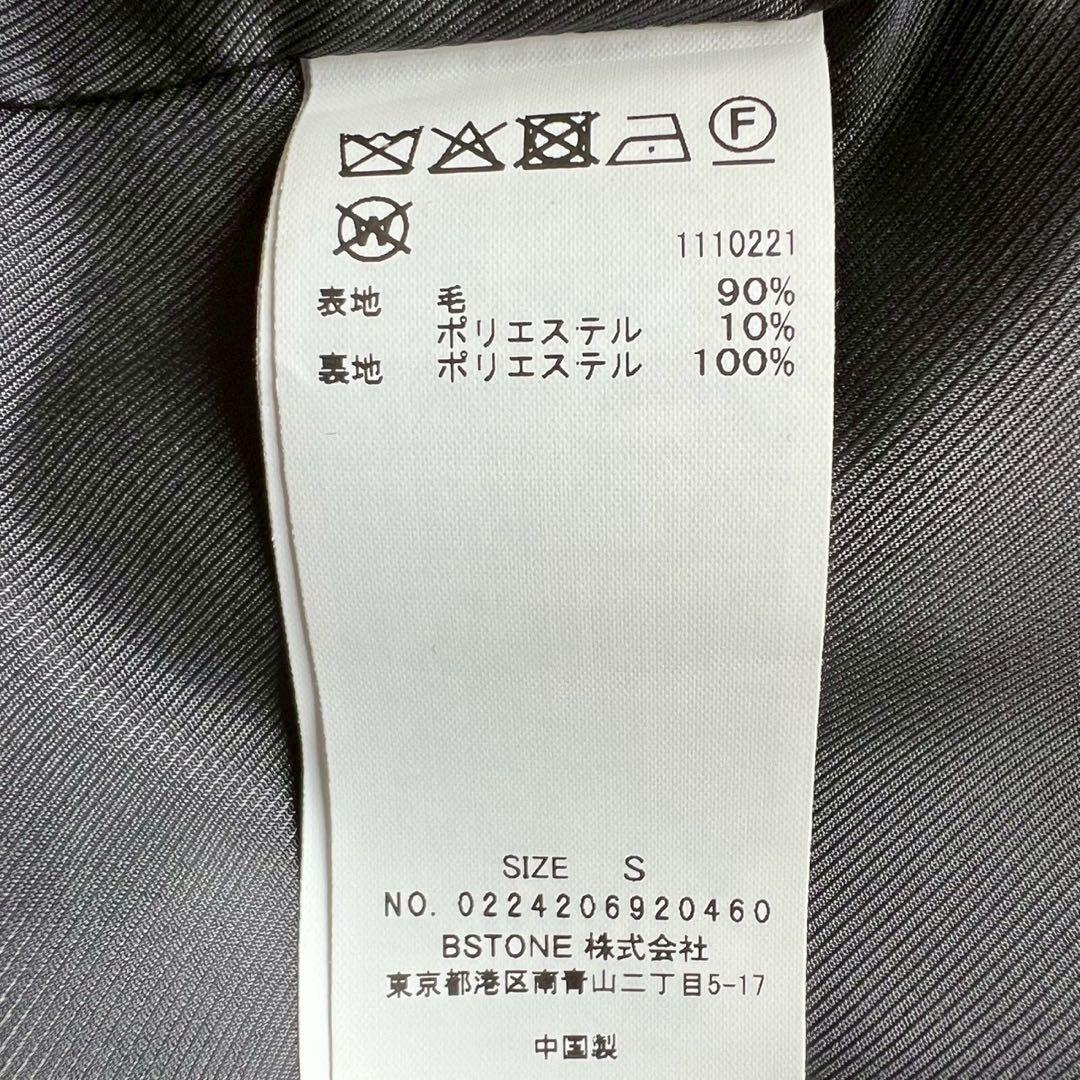 F
W
1110221
表地 毛 90%
ポリエステル 10%
裏地 ポリエステル 100%
SIZE S
NO. 0224206920460
BSTONE 株式会社
東京都港区南青山二丁目5-17
中国製